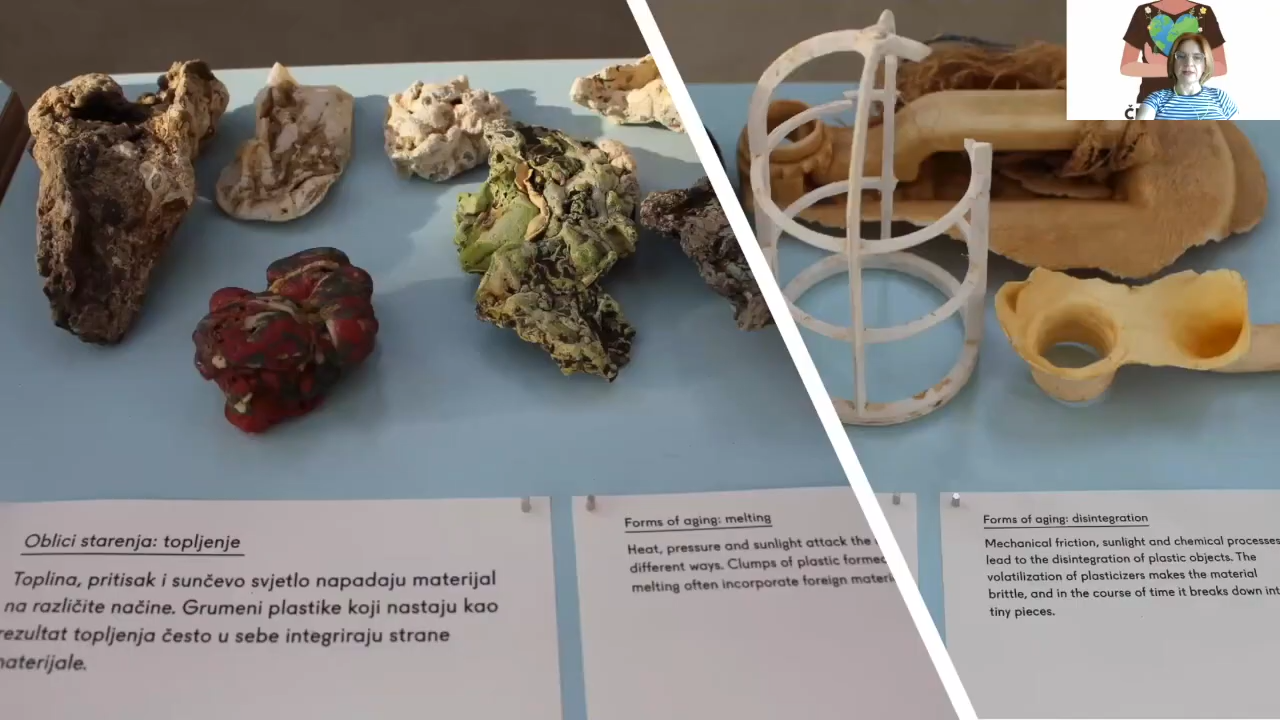 Oblici starenja: topljenje
Toplina, pritisak i sunčevo svjetlo napadaju materijal
na različite načine. Grumeni plastike koji nastaju kao
rezultat topljenja često u sebe integriraju strane
materijale.
Forms of aging: melting
Heat, pressure and sunlight attack the
different ways. Clumps of plastic formed
melting often incorporate foreign
Forms of aging: disintegration
Mechanical friction, sunlight and chemical processes
lead to the disintegration of plastic objects. The
volatilization of plasticizers makes the material
brittle, and in the course of time it breaks down
tiny pieces.